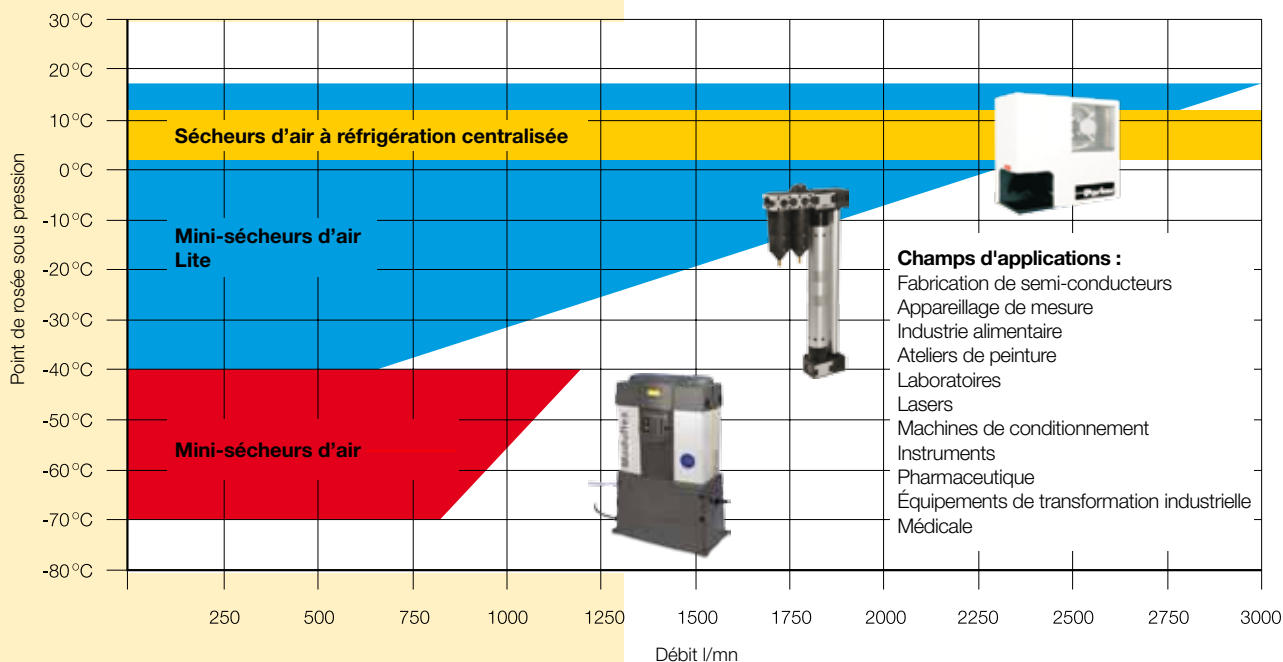 30°C
20°C
10°C
0°C
-10°C
-20°C
-30°C
-40°C
-50°C
-60°C
-70°C
-80°C
Point de rosée sous pression
Sécheurs d'air à réfrigération centralisée
Mini-sécheurs d'air
Lite
Mini-sécheurs d'air
Champs d'applications :
Fabrication de semi-conducteurs
Appareillage de mesure
Industrie alimentaire
Ateliers de peinture
Laboratoires
Lasers
Machines de conditionnement
Instruments
Pharmaceutique
Équipements de transformation industrielle
Médicale
250 500 750 1000 1250 1500 1750 2000 2250 2500 2750 3000
Débit l/mn